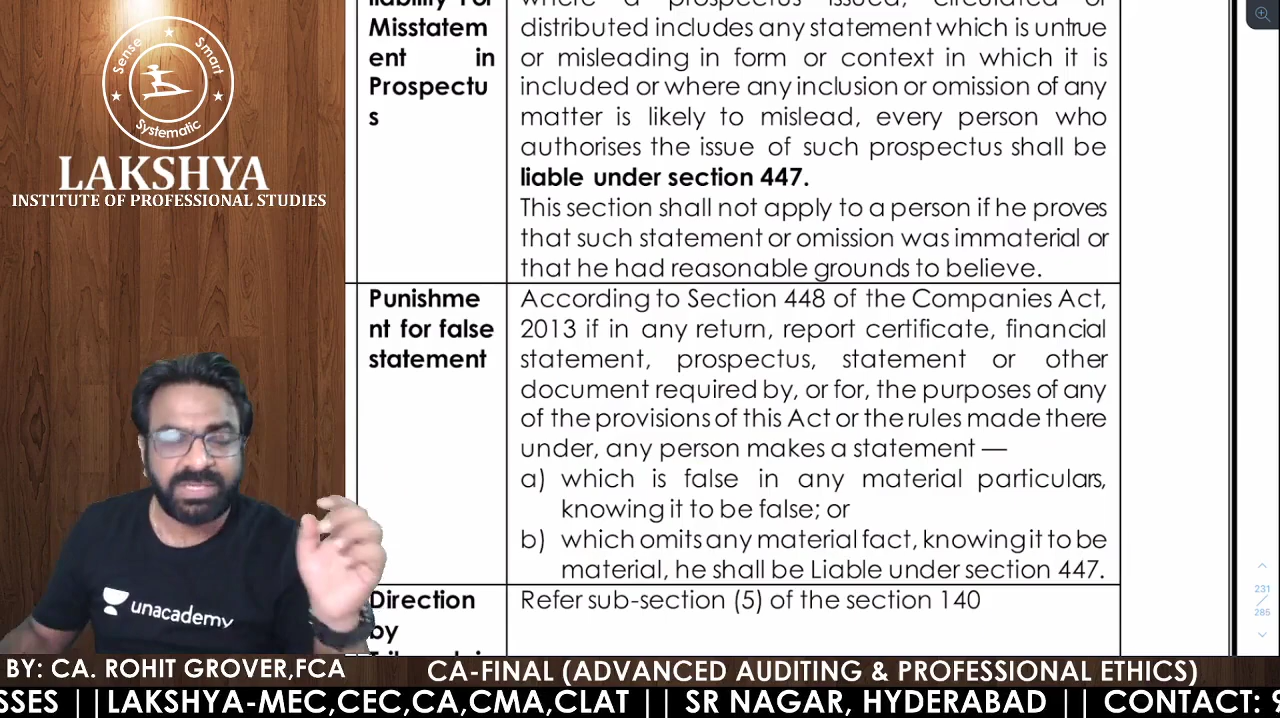 Sense
Smart
Systematic
LAKSHYA
INSTITUTE OF PROFESSIONAL STUDIES
Misstatem
ent in
Prospectu
s
distributed includes any statement which is untrue
or misleading in form or context in which it is
included or where any inclusion or omission of any
matter is likely to mislead, every person who
authorises the issue of such prospectus shall be
liable under section 447.
This section shall not apply to a person if he proves
that such statement or omission was immaterial or
that he had reasonable grounds to believe.
Punishme
nt for false
statement
According to Section 448 of the Companies Act,
2013 if in any return, report certificate, financial
statement, prospectus, statement or other
document required by, or for, the purposes of any
of the provisions of this Act or the rules made there
under, any person makes a statement —
a) which is false in any material particulars,
knowing it to be false; or
b) which omits any material fact, knowing it to be
material, he shall be Liable under section 447.
Direction
by
Refer sub-section (5) of the section 140
231
285
unacademy
BY: CA. ROHIT GROVER,FCA
CA-FINAL (ADVANCED AUDITING & PROFESSIONAL ETHICS)
SSES ||LAKSHYA-MEC,CEC,CA,CMA,CLAT || SR NAGAR, HYDERABAD || CONTACT: